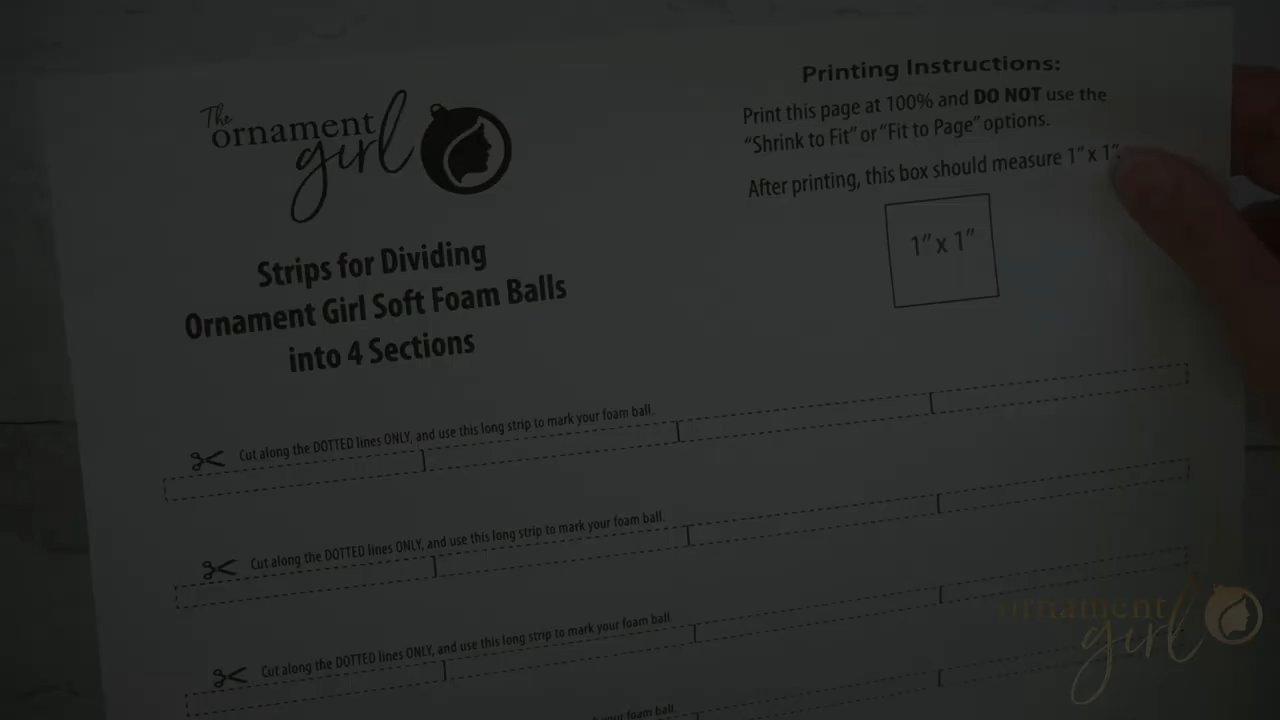 The
ornament
girl
Strips for Dividing
Ornament Girl Soft Foam Balls
into 4 Sections
Printing Instructions:
Print this page at 100% and DO NOT use the
“Shrink to Fit” or “Fit to Page” options.
After printing, this box should measure 1” x 1”.
1” x 1”
Cut along the DOTTED lines ONLY, and use this long strip to mark your foam ball.
Cut along the DOTTED lines ONLY, and use this long strip to mark your foam ball.
Cut along the DOTTED lines ONLY, and use this long strip to mark your foam ball.
your foam ball.
ornament
girl